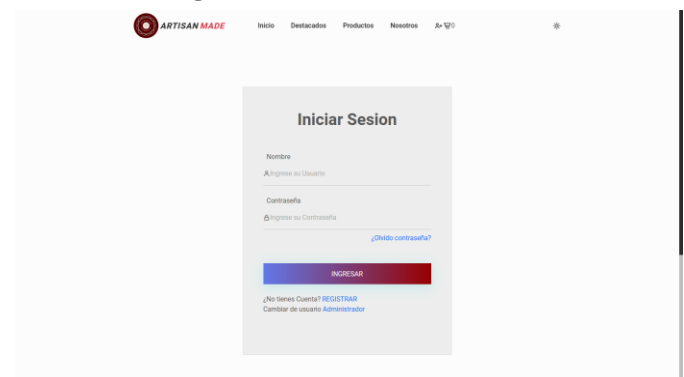 ARTISAN MADE Inicio Destacados Productos Nosotros 0
Iniciar Sesion
Nombre
Ingrese su Usuario
Contraseña
Ingrese su Contraseña
¿Olvido contraseña?
INGRESAR
¿No tienes Cuenta? REGISTRAR
Cambiar de usuario Administrador